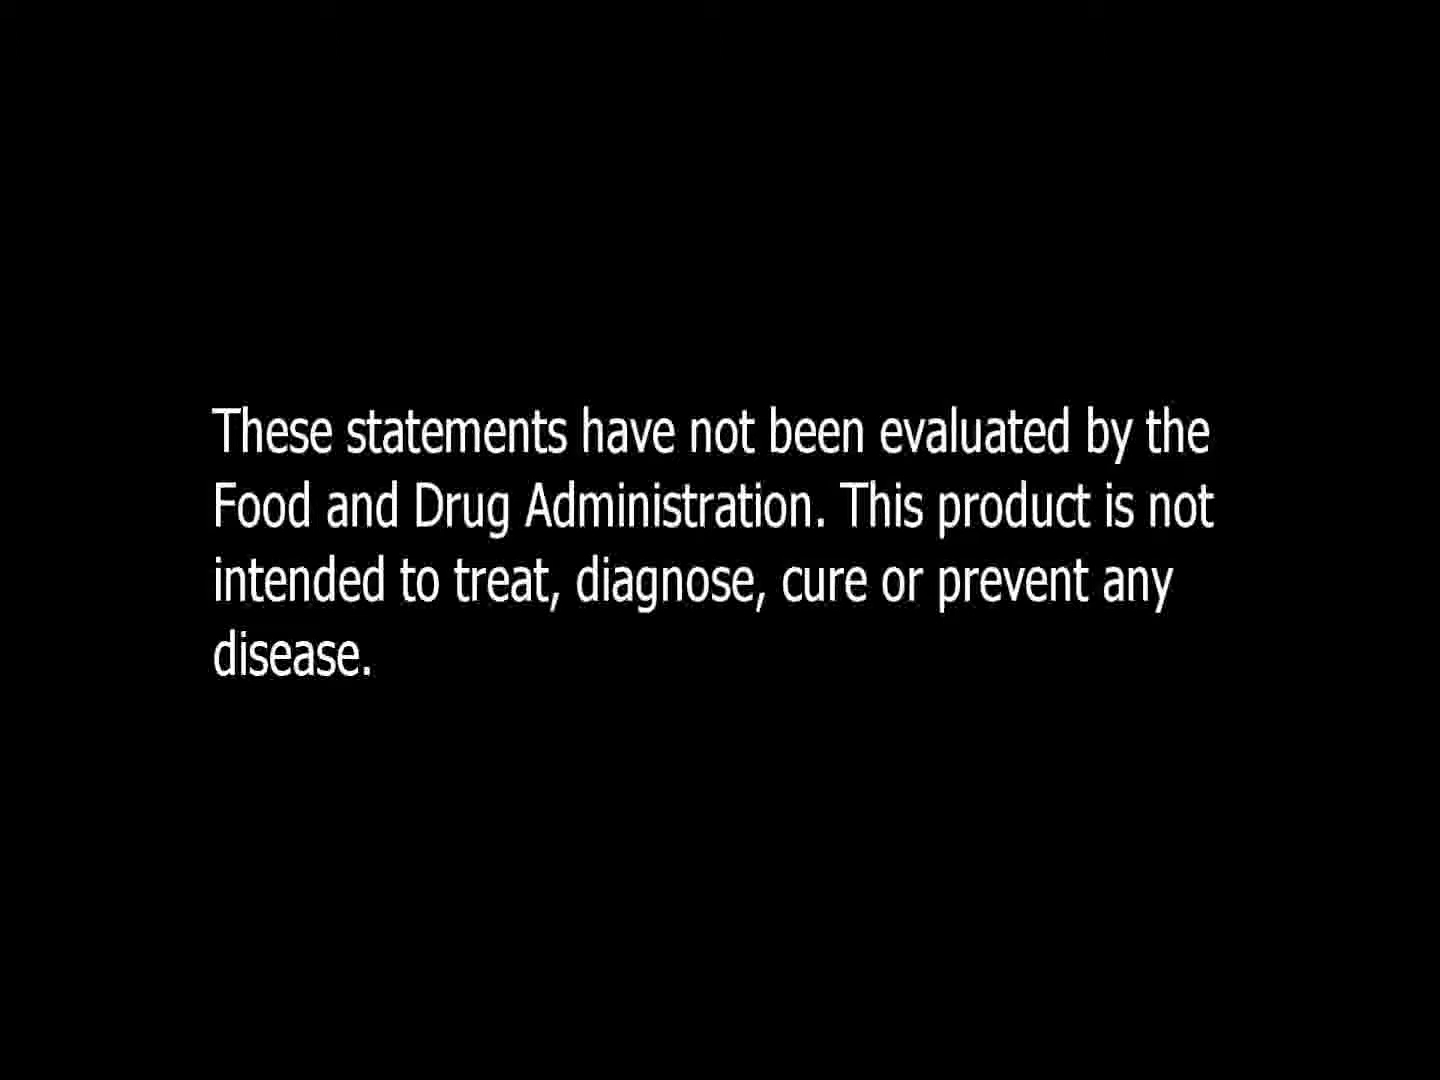 These statements have not been evaluated by the
Food and Drug Administration. This product is not
intended to treat, diagnose, cure or prevent any
disease.